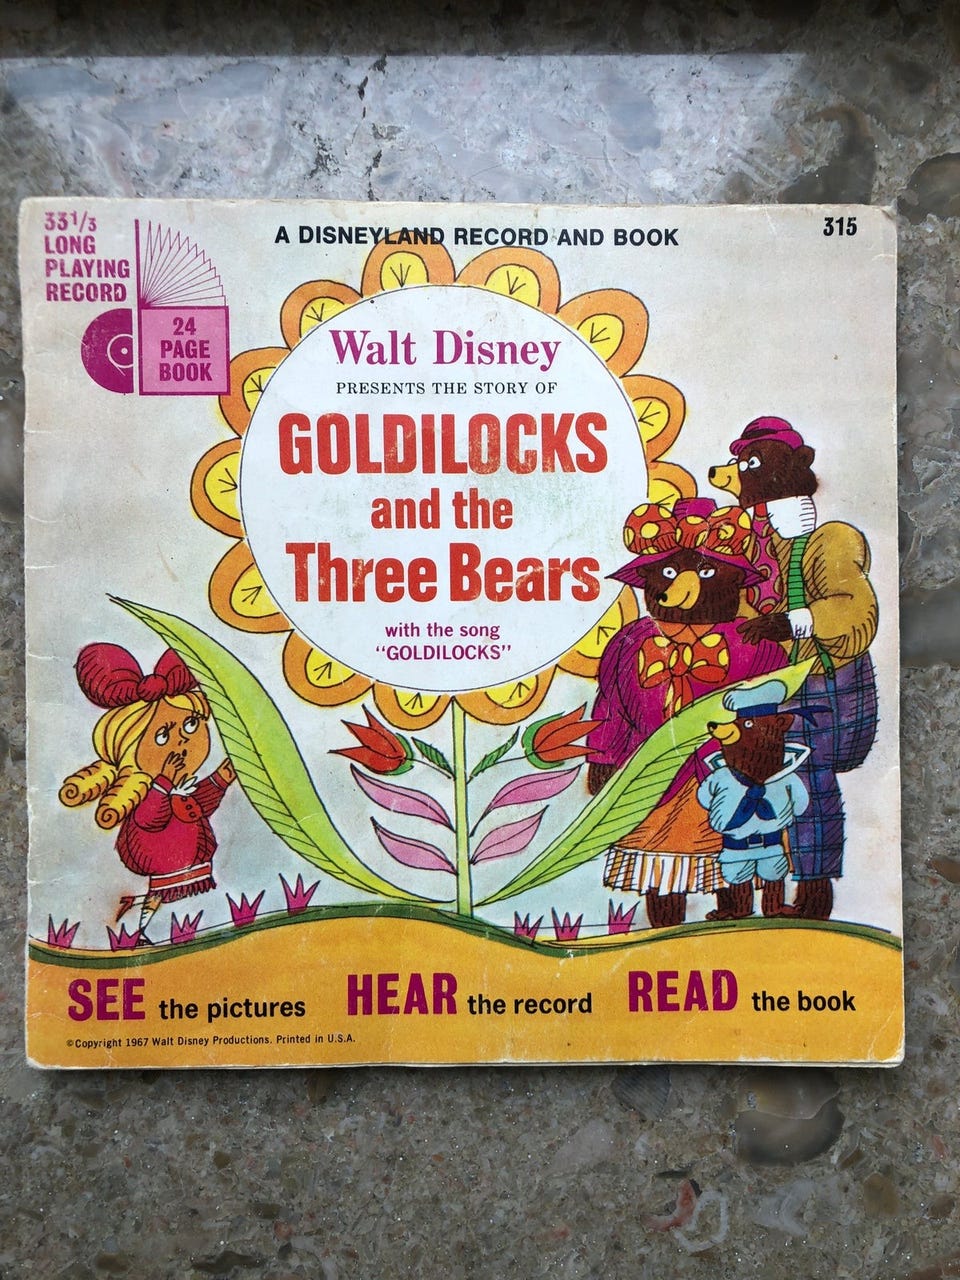 33 1/3
LONG
PLAYING
RECORD
24
PAGE
BOOK
A DISNEYLAND RECORD AND BOOK
315
Walt Disney
PRESENTS THE STORY OF
GOLDILOCKS
and the
Three Bears
with the song
"GOLDILOCKS"
SEE the pictures HEAR the record READ the book
©Copyright 1967 Walt Disney Productions. Printed in U.S.A.